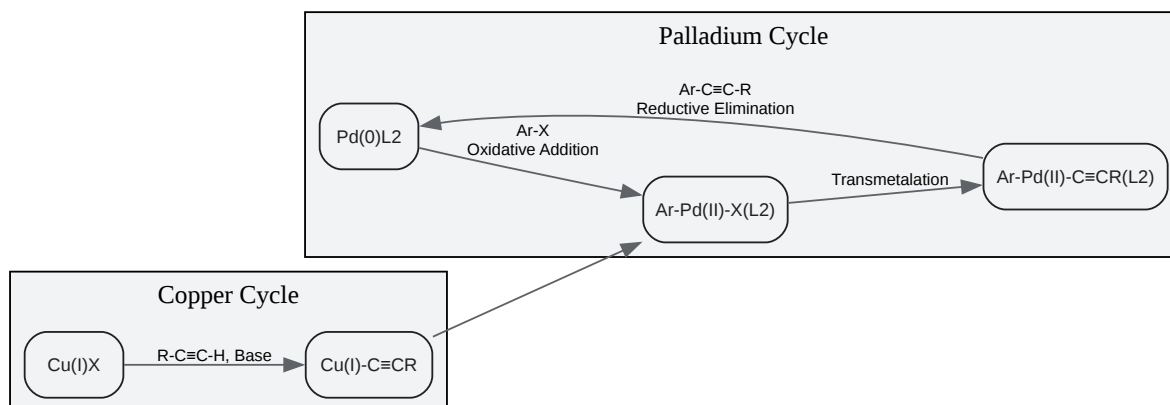 Palladium Cycle
Ar-C≡C-R
Reductive Elimination
Pd(0)L2
Ar-X
Oxidative Addition
Ar-Pd(II)-C≡CR(L2)
Transmetalation
Ar-Pd(II)-X(L2)
Copper Cycle
Cu(I)X
R-C≡C-H, Base
Cu(I)-C≡CR